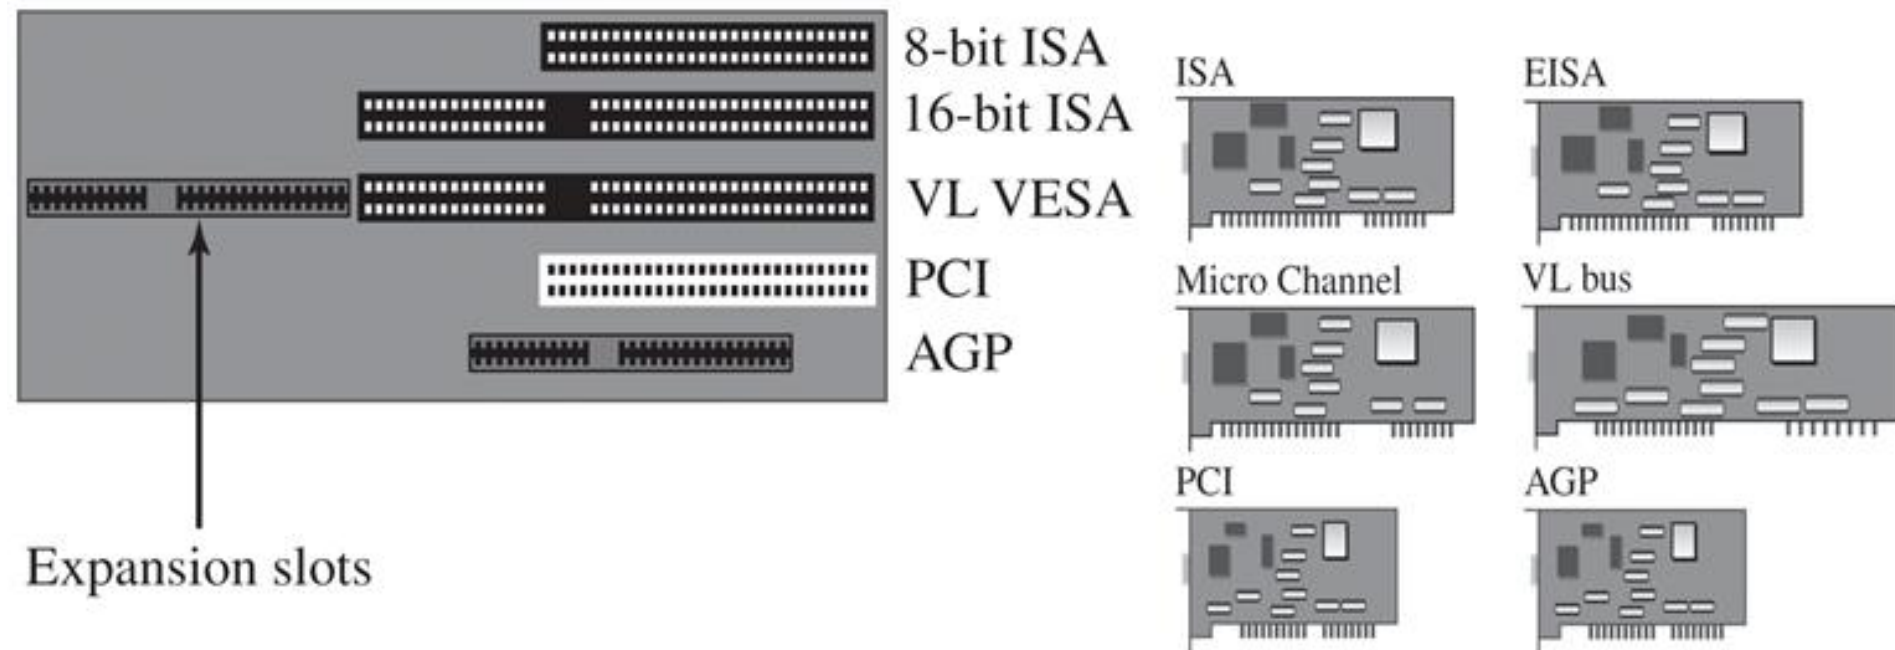 8-bit ISA
16-bit ISA
VL VESA
PCI
AGP
Expansion slots
ISA
EISA
Micro Channel
VL bus
PCI
AGP